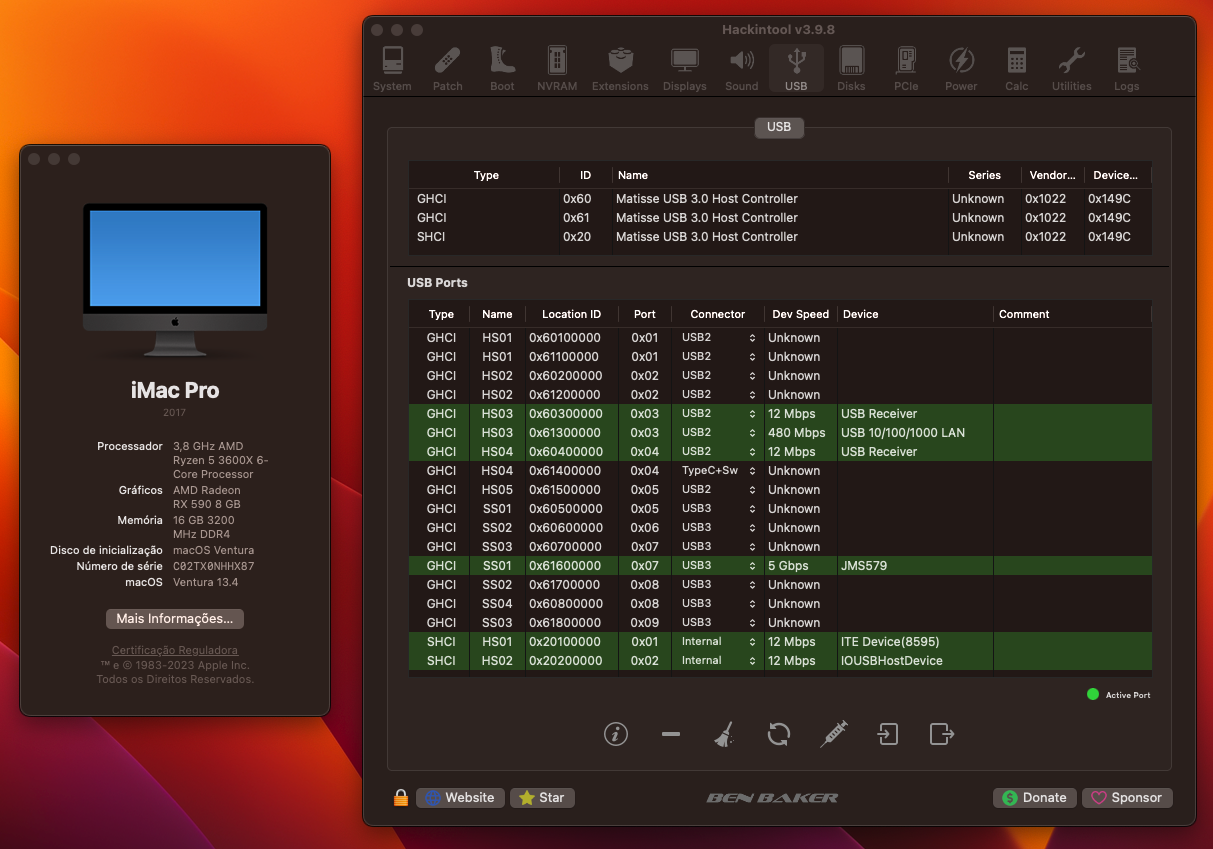 iMac Pro
2017
Processador 3,8 GHz AMD
Ryzen 5 3600X 6-
Core Processor
Gráficos AMD Radeon
RX 590 8 GB
Memória 16 GB 3200
MHz DDR4
Disco de inicialização macOS Ventura
Número de série C02TX0NHHX87
macOS Ventura 13.4
Mais Informações...
Certificação Reguladora
™ e © 1983-2023 Apple Inc.
Todos os Direitos Reservados.
Hackintool v3.9.8
System Patch Boot NVRAM Extensions Displays Sound USB Disks PCIe Power Calc Utilities Logs
USB
Type ID Name Series Vendor... Device...
GHCI 0x60 Matisse USB 3.0 Host Controller Unknown 0x1022 0x149C
GHCI 0x61 Matisse USB 3.0 Host Controller Unknown 0x1022 0x149C
SHCI 0x20 Matisse USB 3.0 Host Controller Unknown 0x1022 0x149C
USB Ports
Type Name Location ID Port Connector Dev Speed Device Comment
GHCI HS01 0x60100000 0x01 USB2 Unknown
GHCI HS01 0x61100000 0x01 USB2 Unknown
GHCI HS02 0x60200000 0x02 USB2 Unknown
GHCI HS02 0x61200000 0x02 USB2 Unknown
GHCI HS03 0x60300000 0x03 USB2 12 Mbps USB Receiver
GHCI HS03 0x61300000 0x03 USB2 480 Mbps USB 10/100/1000 LAN
GHCI HS04 0x60400000 0x04 USB2 12 Mbps USB Receiver
GHCI HS04 0x61400000 0x04 TypeC+Sw Unknown
GHCI HS05 0x61500000 0x05 USB2 Unknown
GHCI SS01 0x60500000 0x05 USB3 Unknown
GHCI SS02 0x60600000 0x06 USB3 Unknown
GHCI SS03 0x60700000 0x07 USB3 Unknown
GHCI SS01 0x61600000 0x07 USB3 5 Gbps JMS579
GHCI SS02 0x61700000 0x08 USB3 Unknown
GHCI SS04 0x60800000 0x08 USB3 Unknown
GHCI SS03 0x61800000 0x09 USB3 Unknown
SHCI HS01 0x20100000 0x01 Internal 12 Mbps ITE Device(8595)
SHCI HS02 0x20200000 0x02 Internal 12 Mbps IOUSBHostDevice
Active Port
Website Star BEN BAKER Donate Sponsor